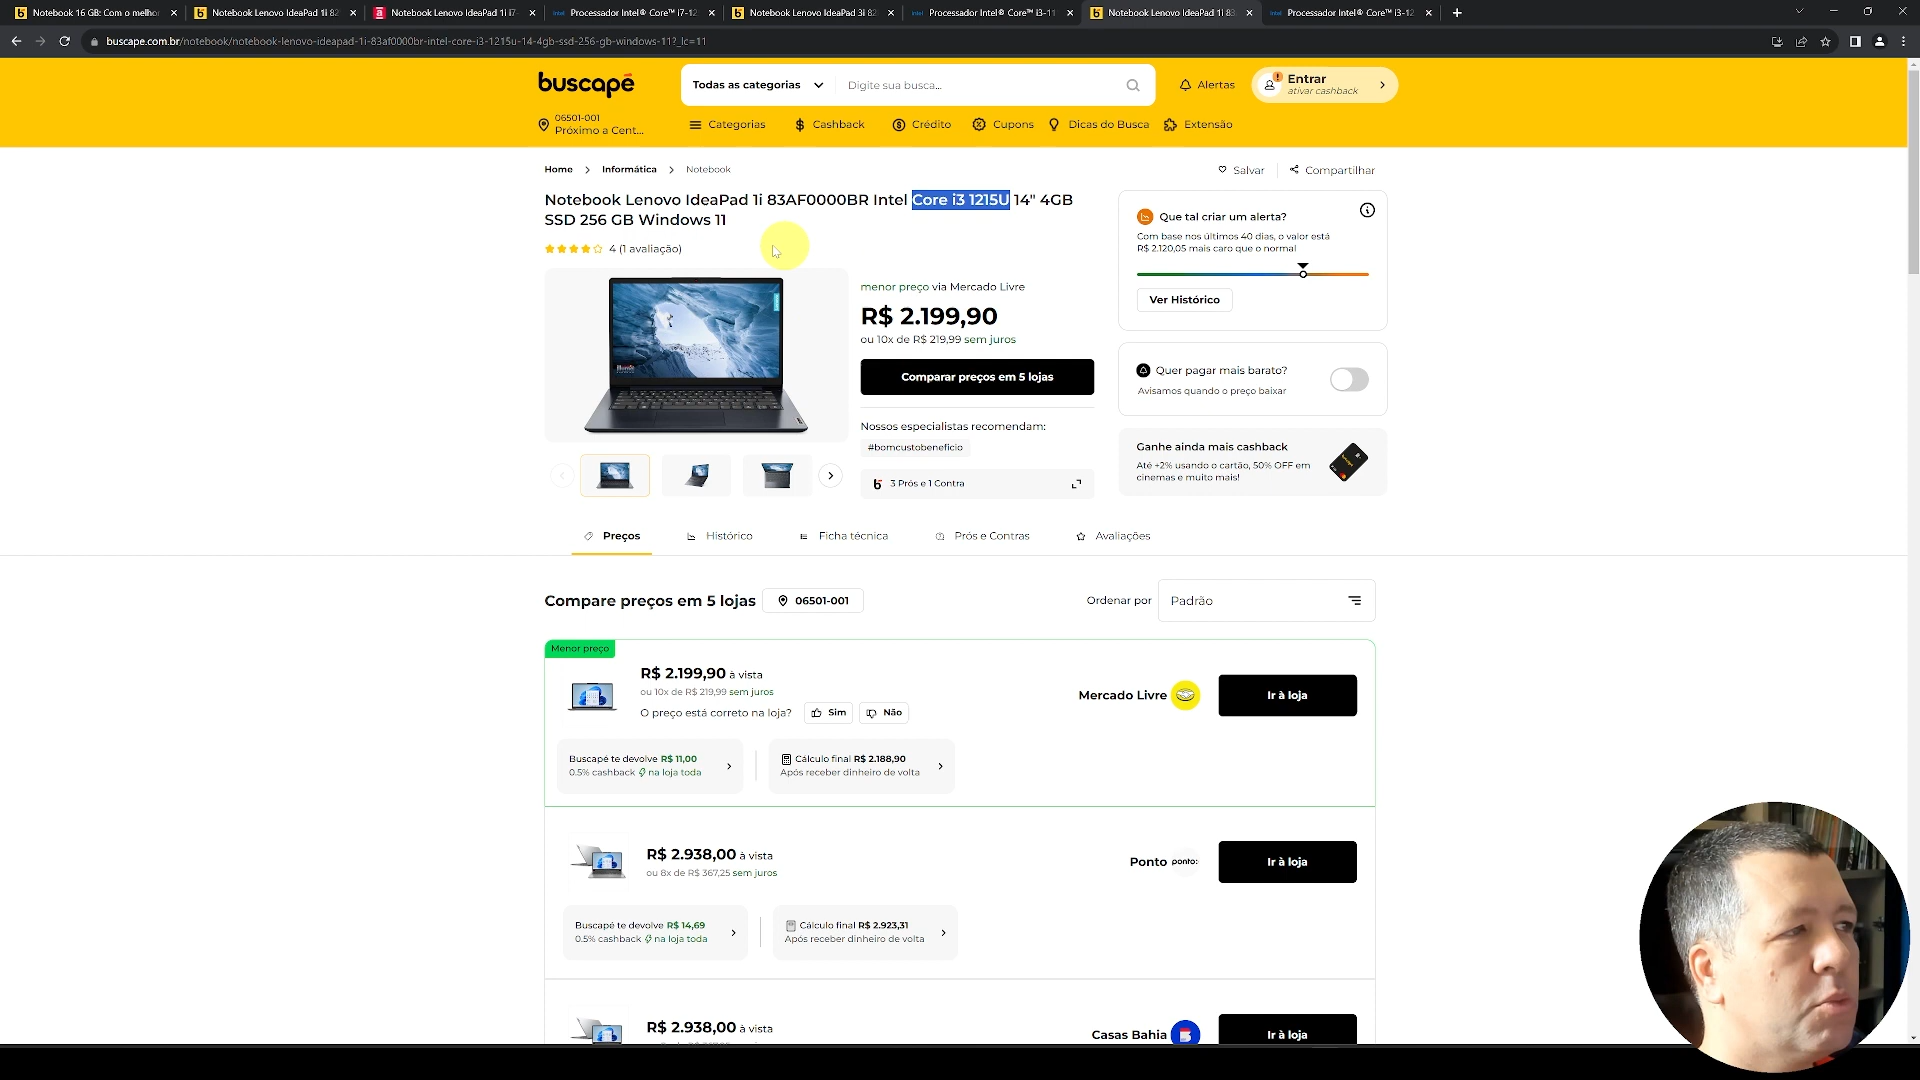 Notebook 16 GB: Com o melhor
Notebook Lenovo IdeaPad 1i 82
Notebook Lenovo IdeaPad 1i i7-
Processador Intel® Core™ i7-12
Notebook Lenovo IdeaPad 3i 82
Processador Intel® Core™ i3-11
Notebook Lenovo IdeaPad 1i 83
Processador Intel® Core™ i3-12
buscape.com.br/notebook/notebook-lenovo-ideapad-1i-83af0000br-intel-core-i3-1215u-14-4gb-ssd-256-gb-windows-11?_lc=11
buscapé
Todas as categorias
Digite sua busca...
Alertas
Entrar
ativar cashback
06501-001
Próximo a Cent...
Categorias
Cashback
Crédito
Cupons
Dicas do Busca
Extensão
Home
Informática
Notebook
Salvar
Compartilhar
Notebook Lenovo IdeaPad 1i 83AF0000BR Intel Core i3 1215U 14" 4GB
SSD 256 GB Windows 11
4 (1 avaliação)
menor preço via Mercado Livre
R$ 2.199,90
ou 10x de R$ 219,99 sem juros
Comparar preços em 5 lojas
Nossos especialistas recomendam:
#bomcustobeneficio
3 Prós e 1 Contra
Que tal criar um alerta?
Com base nos últimos 40 dias, o valor está
R$ 2.120,05 mais caro que o normal
Ver Histórico
Quer pagar mais barato?
Avisamos quando o preço baixar
Ganhe ainda mais cashback
Até +2% usando o cartão, 50% OFF em
cinemas e muito mais!
Preços
Histórico
Ficha técnica
Prós e Contras
Avaliações
Compare preços em 5 lojas
06501-001
Ordenar por
Padrão
Menor preço
R$ 2.199,90 à vista
ou 10x de R$ 219,99 sem juros
O preço está correto na loja?
Sim
Não
Mercado Livre
Ir à loja
Buscapé te devolve R$ 11,00
0.5% cashback na loja toda
Cálculo final R$ 2.188,90
Após receber dinheiro de volta
R$ 2.938,00 à vista
ou 8x de R$ 367,25 sem juros
Ponto
ponto:
Ir à loja
Buscapé te devolve R$ 14,69
0.5% cashback na loja toda
Cálculo final R$ 2.923,31
Após receber dinheiro de volta
R$ 2.938,00 à vista
Casas Bahia
Ir à loja